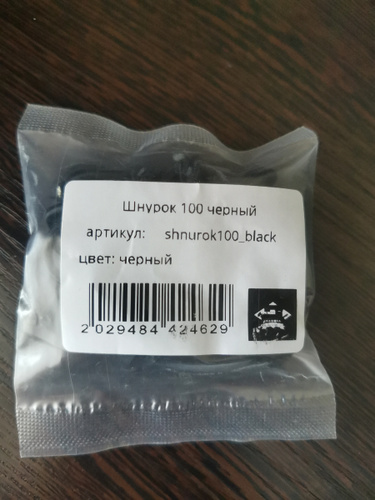 Шнурок 100 черный
артикул: shnurok100_black
цвет: черный
2 029484 424629